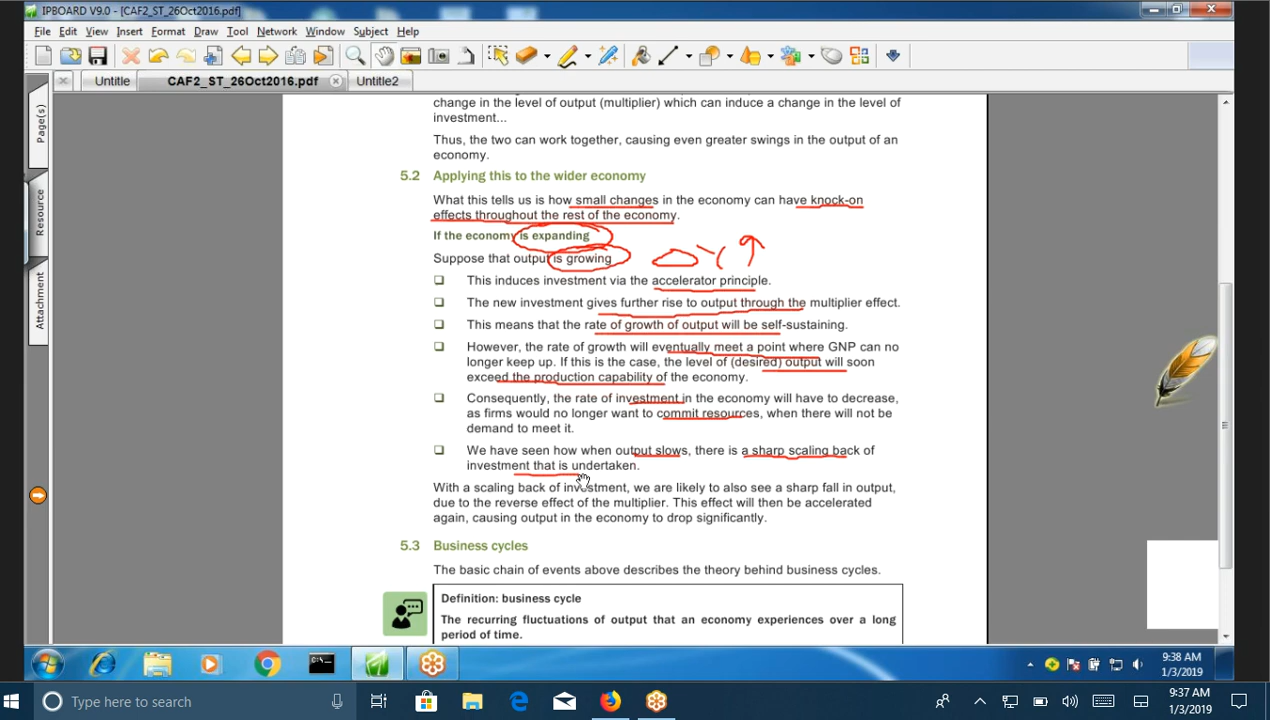 IPBOARD V9.0 - [CAF2_ST_26Oct2016.pdf]
File Edit View Insert Format Draw Tool Network Window Subject Help
Untitle CAF2_ST_26Oct2016.pdf Untitle2
Page(s)
Resource
Attachment
change in the level of output (multiplier) which can induce a change in the level of
investment...
Thus, the two can work together, causing even greater swings in the output of an
economy.
5.2 Applying this to the wider economy
What this tells us is how small changes in the economy can have knock-on
effects throughout the rest of the economy.
If the economy is expanding
Suppose that output is growing
❑ This induces investment via the accelerator principle.
❑ The new investment gives further rise to output through the multiplier effect.
❑ This means that the rate of growth of output will be self-sustaining.
❑ However, the rate of growth will eventually meet a point where GNP can no
longer keep up. If this is the case, the level of (desired) output will soon
exceed the production capability of the economy.
❑ Consequently, the rate of investment in the economy will have to decrease,
as firms would no longer want to commit resources, when there will not be
demand to meet it.
❑ We have seen how when output slows, there is a sharp scaling back of
investment that is undertaken.
With a scaling back of investment, we are likely to also see a sharp fall in output,
due to the reverse effect of the multiplier. This effect will then be accelerated
again, causing output in the economy to drop significantly.
5.3 Business cycles
The basic chain of events above describes the theory behind business cycles.
Definition: business cycle
The recurring fluctuations of output that an economy experiences over a long
period of time.
9:38 AM
1/3/2019
Type here to search
9:37 AM
1/3/2019